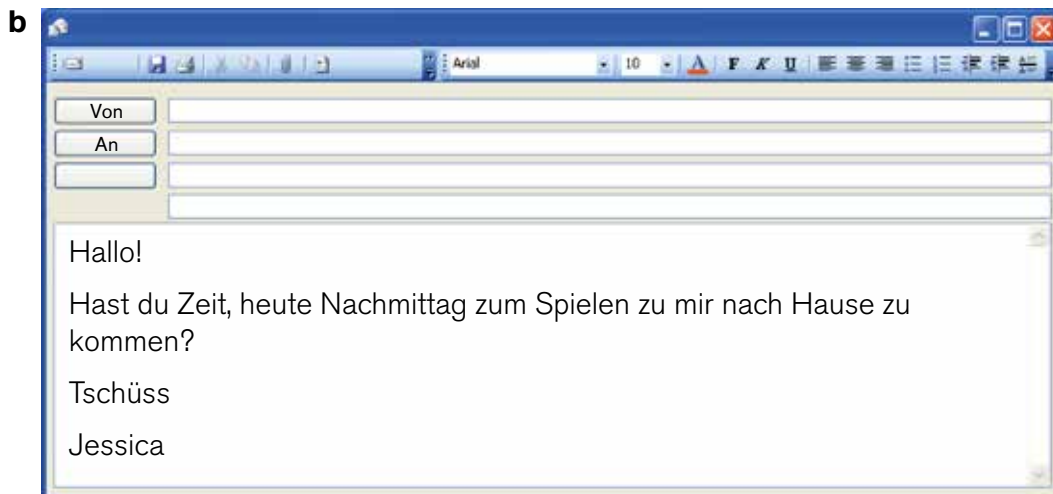 b
Arial 10 A F K U
Von
An
Hallo!
Hast du Zeit, heute Nachmittag zum Spielen zu mir nach Hause zu
kommen?
Tschüss
Jessica